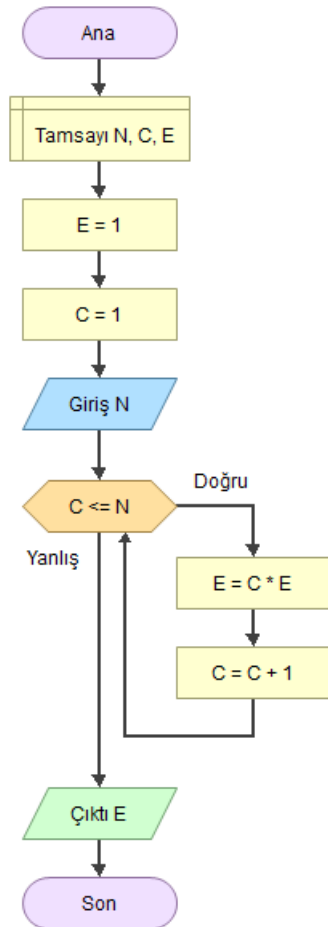 Ana
Tamsayı N, C, E
E = 1
C = 1
Giriş N
C <= N
Doğru
Yanlış
E = C * E
C = C + 1
Çıktı E
Son